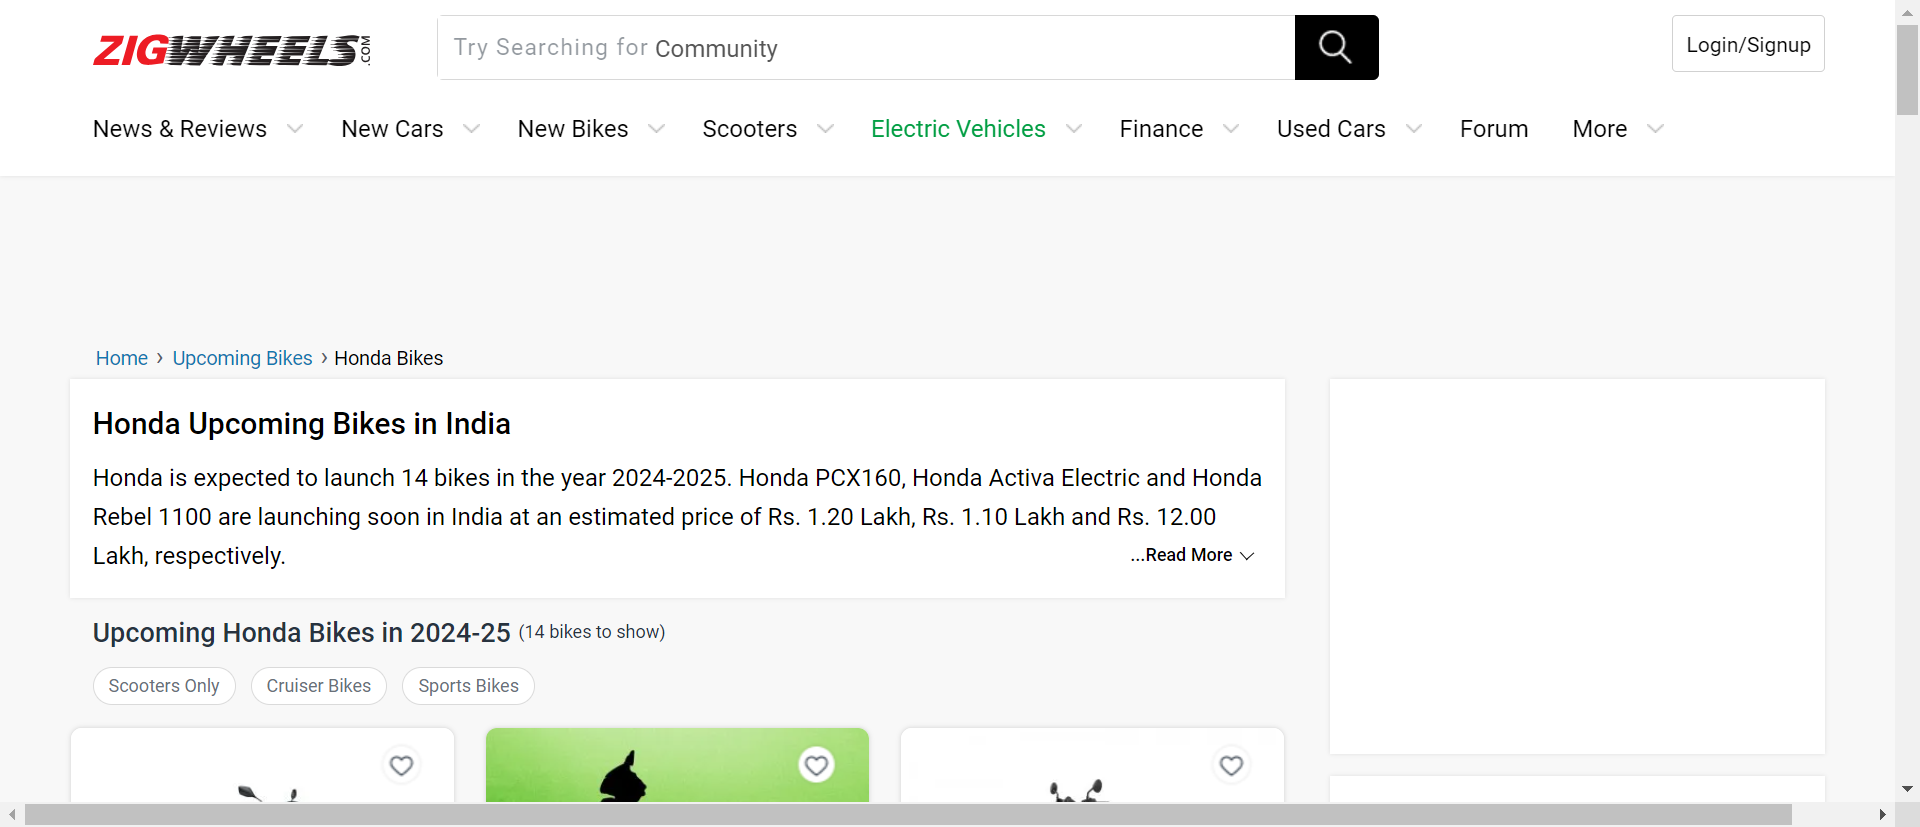 ZIGWHEELS.COM
Try Searching for Community
Login/Signup
News & Reviews New Cars New Bikes Scooters Electric Vehicles Finance Used Cars Forum More
Home › Upcoming Bikes › Honda Bikes
Honda Upcoming Bikes in India
Honda is expected to launch 14 bikes in the year 2024-2025. Honda PCX160, Honda Activa Electric and Honda
Rebel 1100 are launching soon in India at an estimated price of Rs. 1.20 Lakh, Rs. 1.10 Lakh and Rs. 12.00
Lakh, respectively.
...Read More
Upcoming Honda Bikes in 2024-25 (14 bikes to show)
Scooters Only Cruiser Bikes Sports Bikes